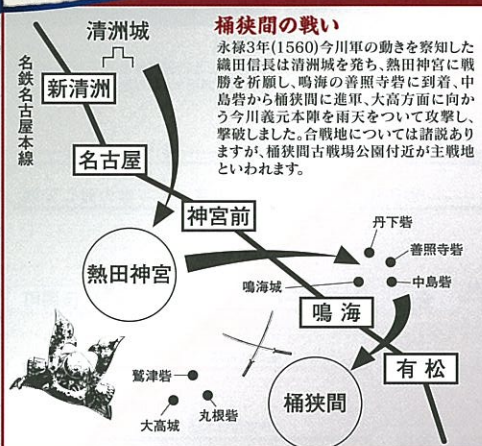 桶狭間の戦い
永禄3年(1560)今川軍の動きを察知した
織田信長は清洲城を発ち、熱田神宮に戦
勝を祈願し、鳴海の善照寺砦に到着、中
島砦から桶狭間に進軍、大高方面に向か
う今川義元本陣を雨天をついて攻撃し、
撃破しました。合戦地については諸説あり
ますが、桶狭間古戦場公園付近が主戦地
といわれます。
清洲城
名鉄名古屋本線
新清洲
名古屋
神宮前
熱田神宮
丹下砦
善照寺砦
鳴海城
中島砦
鳴海
有松
鷲津砦
大高城
丸根砦
桶狭間